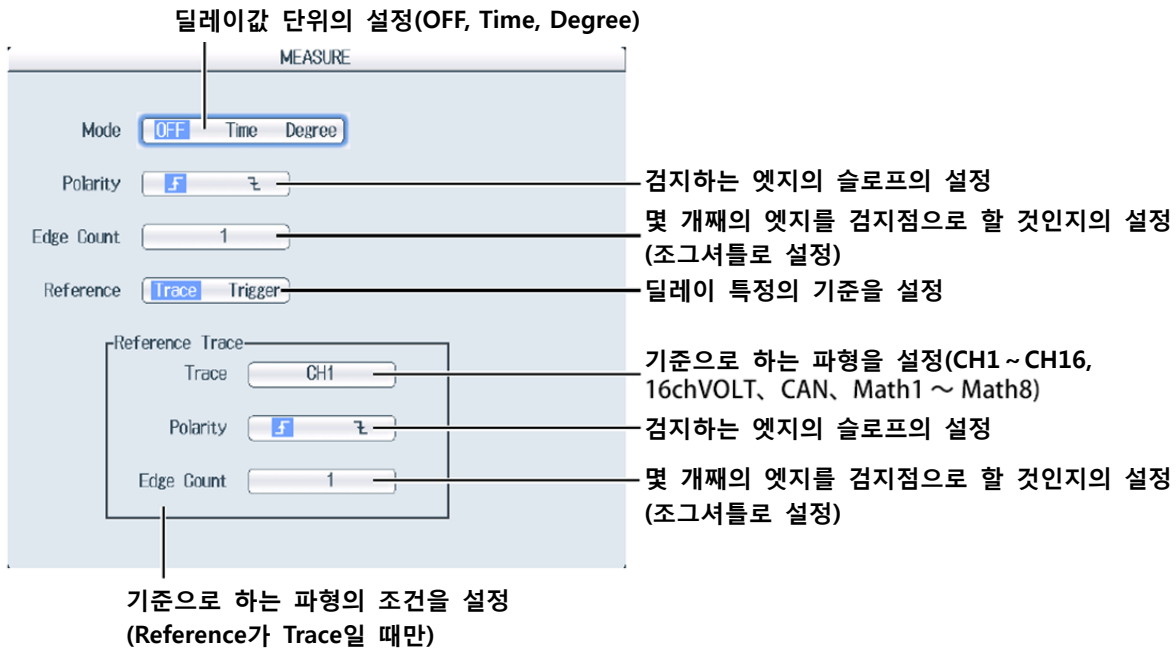 딜레이값 단위의 설정(OFF, Time, Degree)
MEASURE
Mode OFF Time Degree
Polarity
검지하는 엣지의 슬로프의 설정
Edge Count 1
몇 개째의 엣지를 검지점으로 할 것인지의 설정
(조그셔틀로 설정)
Reference Trace Trigger
딜레이 특정의 기준을 설정
Reference Trace
Trace CH1
기준으로 하는 파형을 설정(CH1 ~ CH16,
16chVOLT、CAN、Math1 ～ Math8)
Polarity
검지하는 엣지의 슬로프의 설정
Edge Count 1
몇 개째의 엣지를 검지점으로 할 것인지의 설정
(조그셔틀로 설정)
기준으로 하는 파형의 조건을 설정
(Reference가 Trace일 때만)